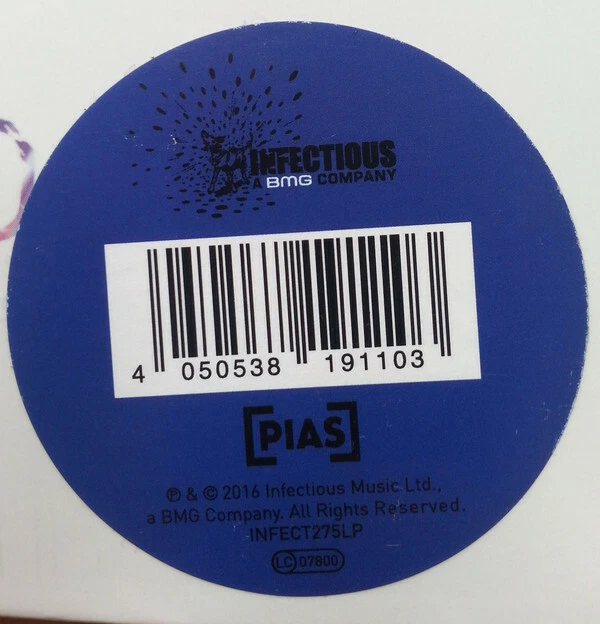 INFECTIOUS
A BMG COMPANY
4 050538 191103
[PIAS]
℗ & © 2016 Infectious Music Ltd.,
a BMG Company. All Rights Reserved.
INFECT275LP
LC 07800